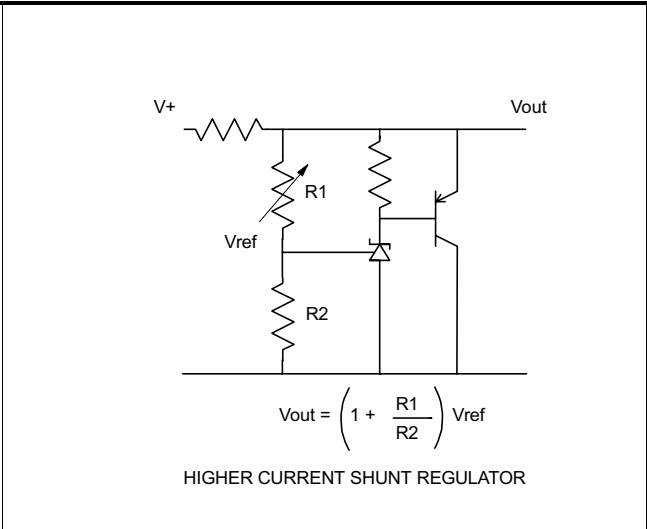 V+
Vout
R1
Vref
R2
Vout = ( 1 + R1 / R2 ) Vref
HIGHER CURRENT SHUNT REGULATOR